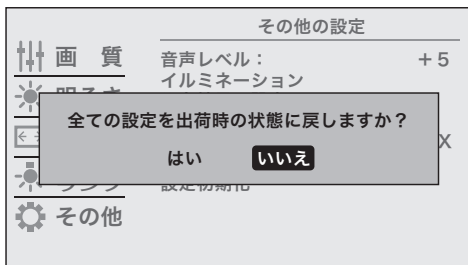 その他の設定
画 質
音声レベル： +5
イルミネーション
全ての設定を出荷時の状態に戻しますか？
はい いいえ
設定初期化
その他